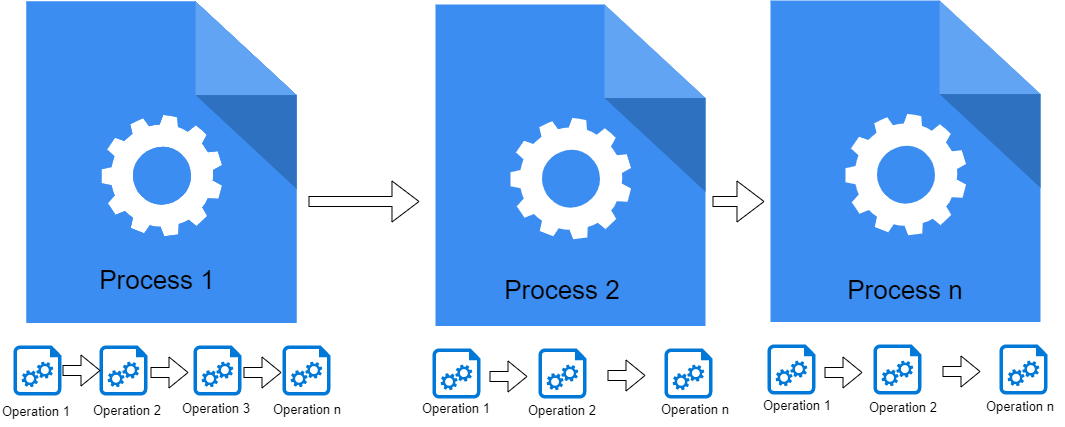 Process 1
Process 2
Process n
Operation 1
Operation 2
Operation 3
Operation n
Operation 1
Operation 2
Operation n
Operation 1
Operation 2
Operation n